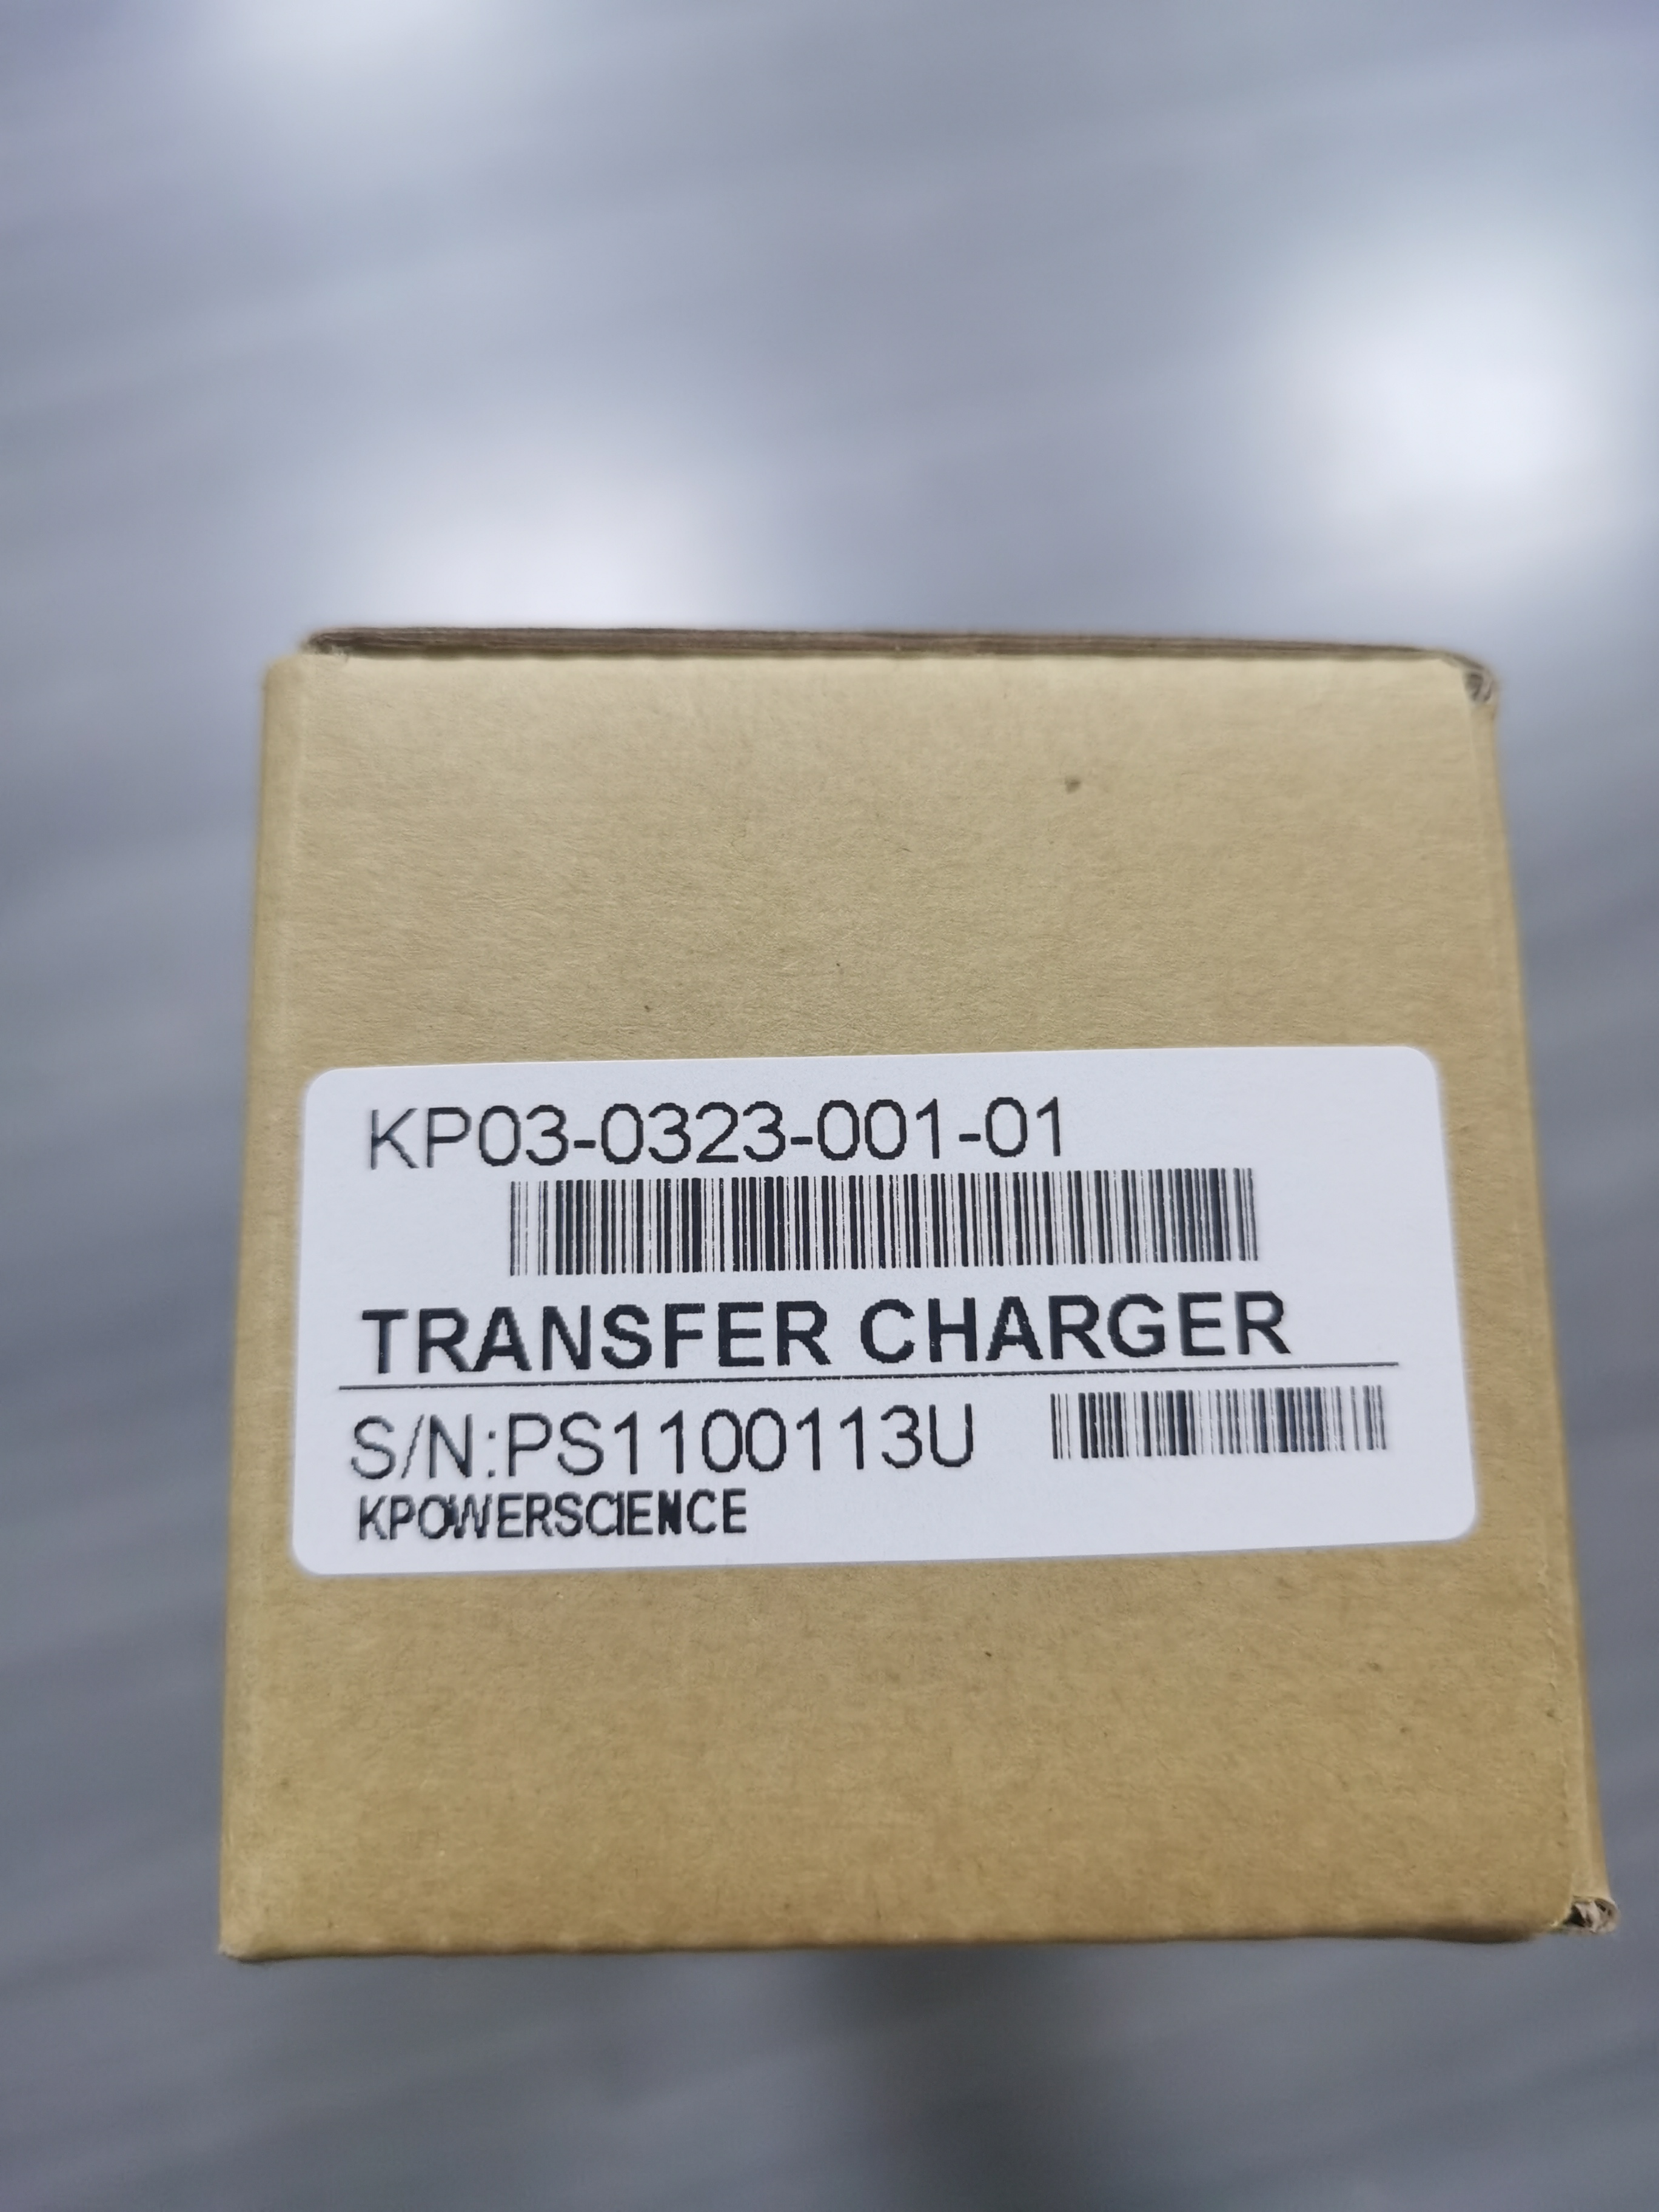 KP03-0323-001-01
TRANSFER CHARGER
S/N:PS1100113U
KPOWERSCIENCE